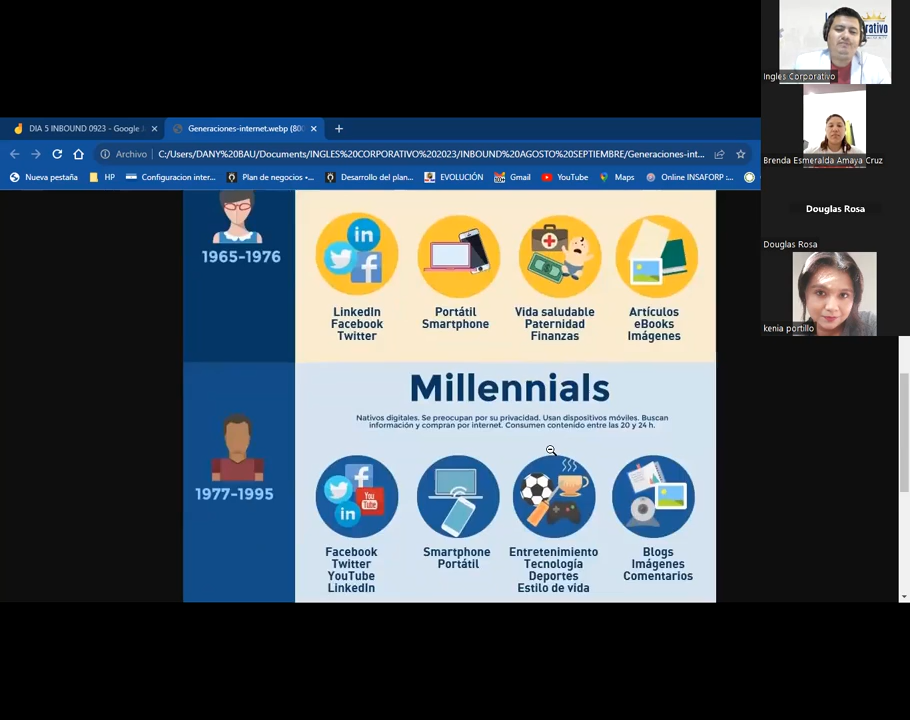 Ingles Corporativo
Brenda Esmeralda Amaya Cruz
Douglas Rosa
Douglas Rosa
kenia portillo
DIA 5 INBOUND 0923 - Google
Generaciones-internet.webp (800
Archivo
C:/Users/DANY%20BAU/Documents/INGLES%20CORPORATIVO%202023/INBOUND%20AGOSTO%20SEPTIEMBRE/Generaciones-int...
Nueva pestaña
HP
Configuracion inter...
Plan de negocios •...
Desarrollo del plan...
EVOLUCIÓN
Gmail
YouTube
Maps
Online INSAFORP :...
1965-1976
LinkedIn
Facebook
Twitter
Portátil
Smartphone
Vida saludable
Paternidad
Finanzas
Artículos
eBooks
Imágenes
Millennials
Nativos digitales. Se preocupan por su privacidad. Usan dispositivos móviles. Buscan
información y compran por internet. Consumen contenido entre las 20 y 24 h.
1977-1995
You
Tube
Facebook
Twitter
YouTube
LinkedIn
Smartphone
Portátil
Entretenimiento
Tecnología
Deportes
Estilo de vida
Blogs
Imágenes
Comentarios